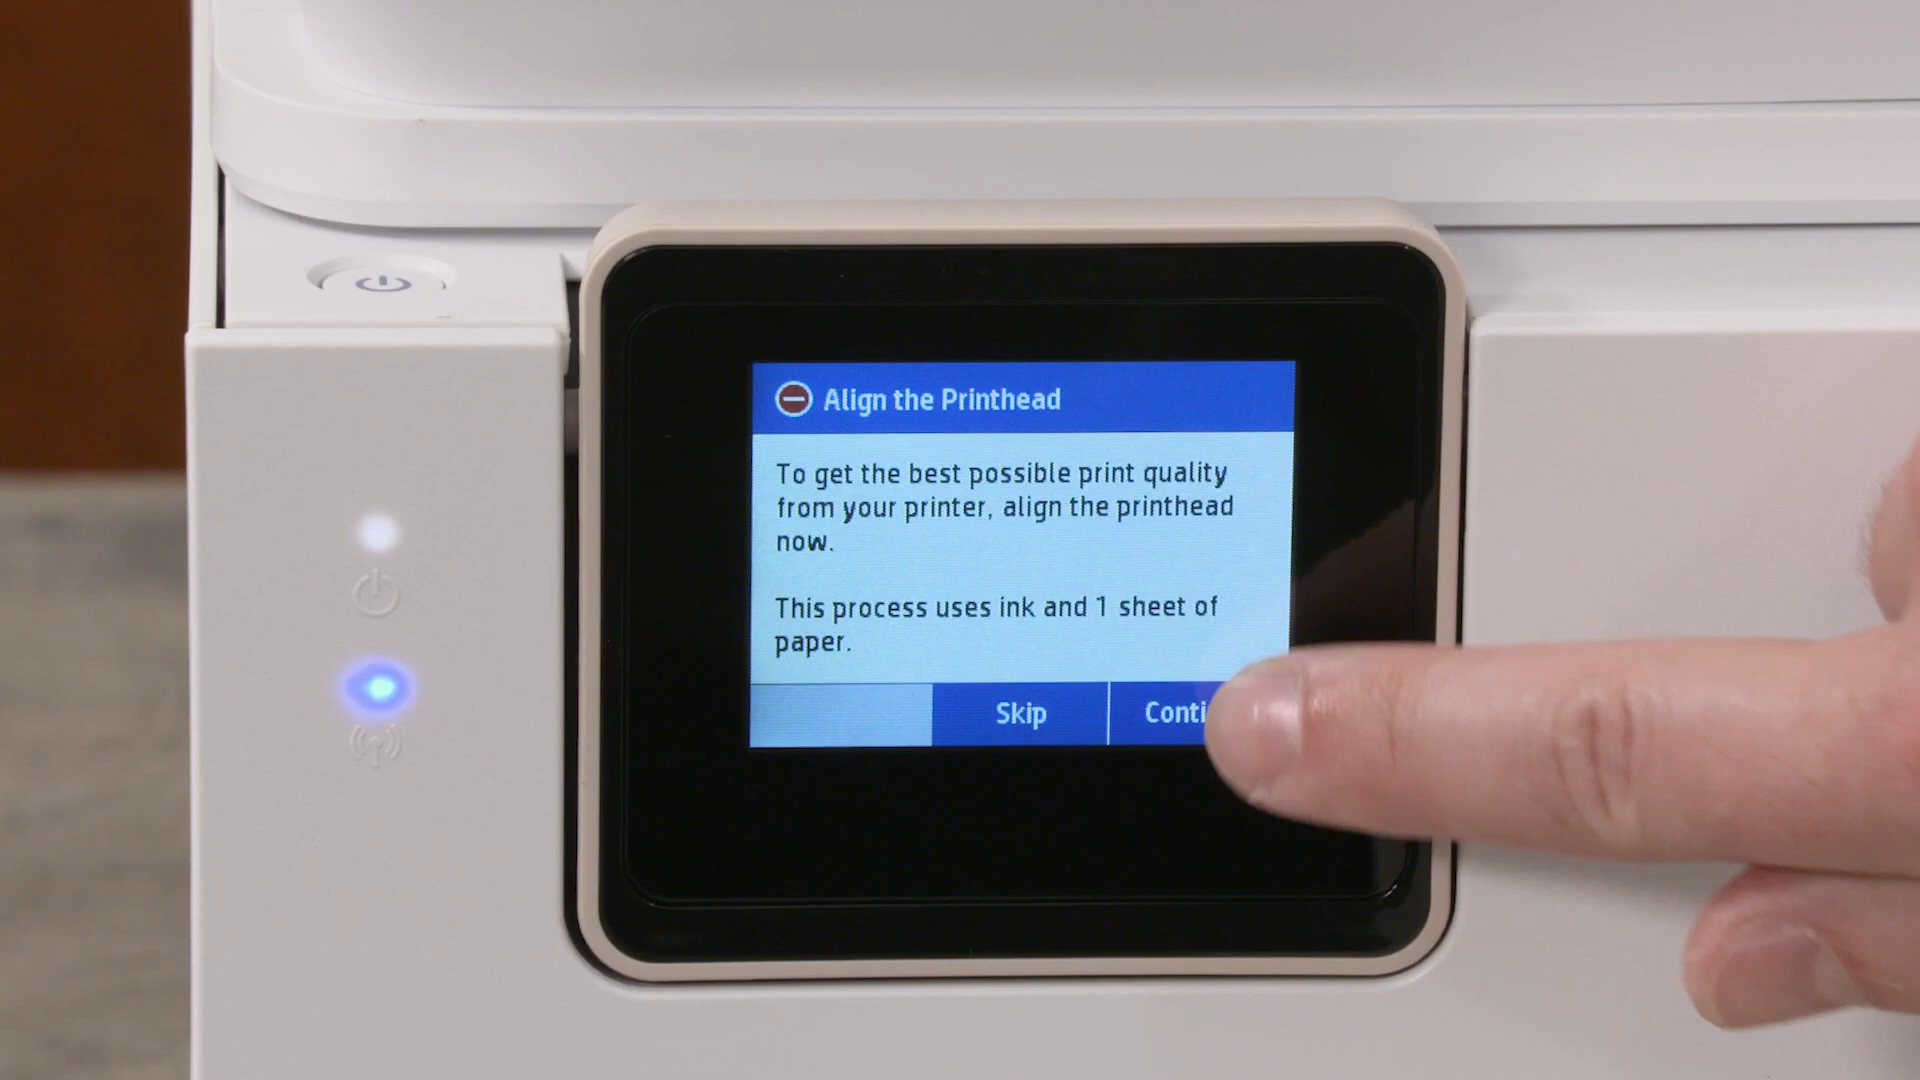 Align the Printhead
To get the best possible print quality
from your printer, align the printhead
now.
This process uses ink and 1 sheet of
paper.
Skip
Conti